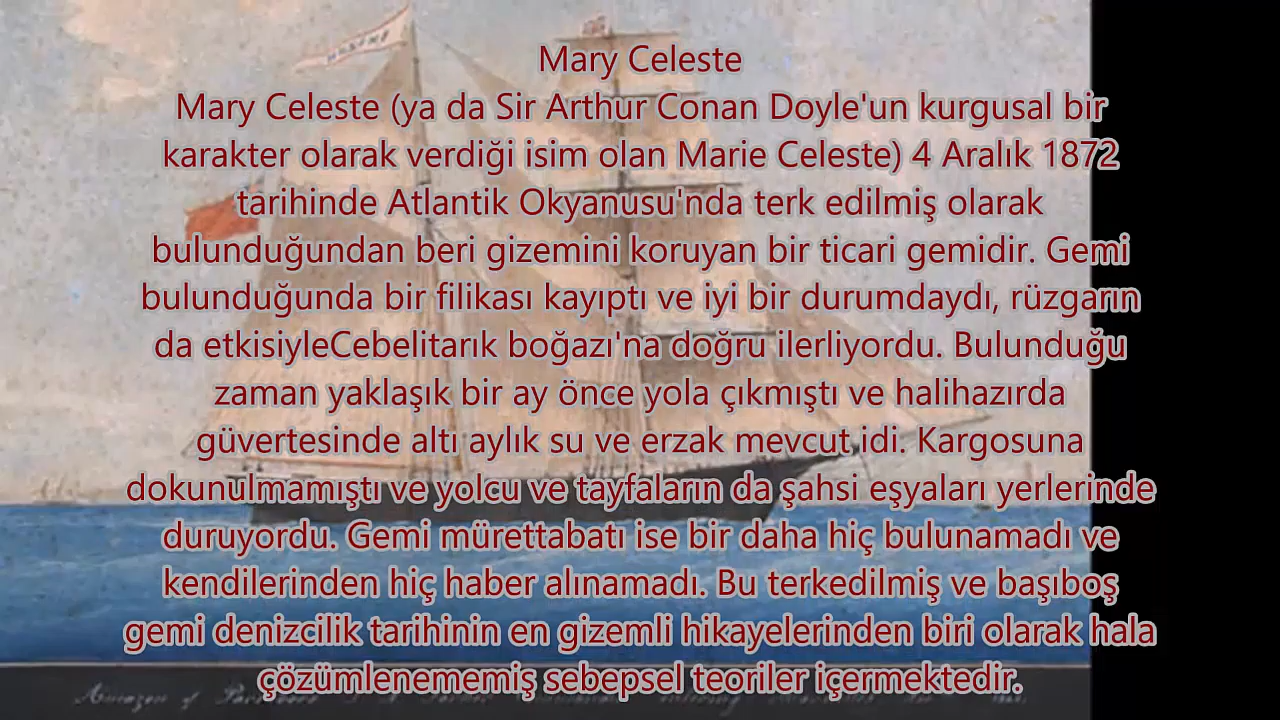 Mary Celeste
Mary Celeste (ya da Sir Arthur Conan Doyle'un kurgusal bir
karakter olarak verdiği isim olan Marie Celeste) 4 Aralık 1872
tarihinde Atlantik Okyanusu'nda terk edilmiş olarak
bulunduğundan beri gizemini koruyan bir ticari gemidir. Gemi
bulunduğunda bir filikası kayıptı ve iyi bir durumdaydı, rüzgarın
da etkisiyleCebelitarık boğazı'na doğru ilerliyordu. Bulunduğu
zaman yaklaşık bir ay önce yola çıkmıştı ve halihazırda
güvertesinde altı aylık su ve erzak mevcut idi. Kargosuna
dokunulmamıştı ve yolcu ve tayfaların da şahsi eşyaları yerlerinde
duruyordu. Gemi mürettabatı ise bir daha hiç bulunamadı ve
kendilerinden hiç haber alınamadı. Bu terkedilmiş ve başıboş
gemi denizcilik tarihinin en gizemli hikayelerinden biri olarak hala
çözümlenememiş sebepsel teoriler içermektedir.
Amazon of